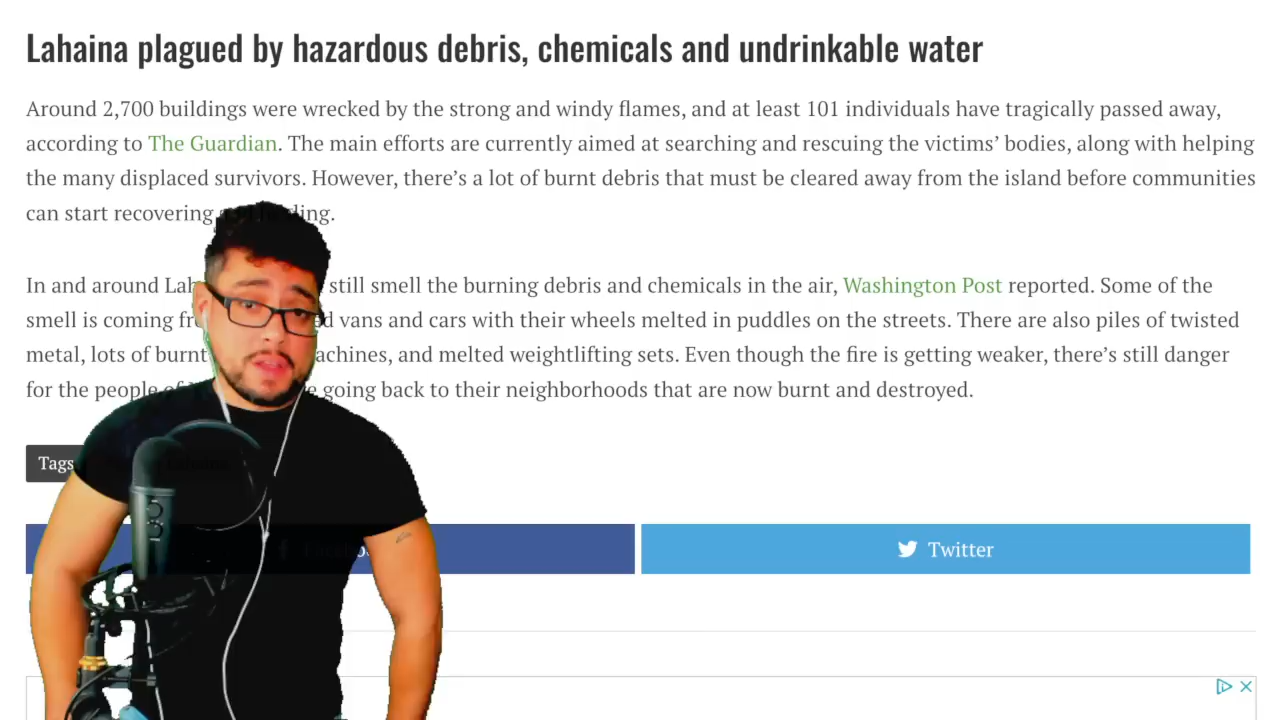 Lahaina plagued by hazardous debris, chemicals and undrinkable water
Around 2,700 buildings were wrecked by the strong and windy flames, and at least 101 individuals have tragically passed away,
according to The Guardian. The main efforts are currently aimed at searching and rescuing the victims’ bodies, along with helping
the many displaced survivors. However, there’s a lot of burnt debris that must be cleared away from the island before communities
can start recovering
In and around still smell the burning debris and chemicals in the air, Washington Post reported. Some of the
smell is coming vans and cars with their wheels melted in puddles on the streets. There are also piles of twisted
metal, lots of burnt and melted weightlifting sets. Even though the fire is getting weaker, there’s still danger
for the people going back to their neighborhoods that are now burnt and destroyed.
Tags
Twitter